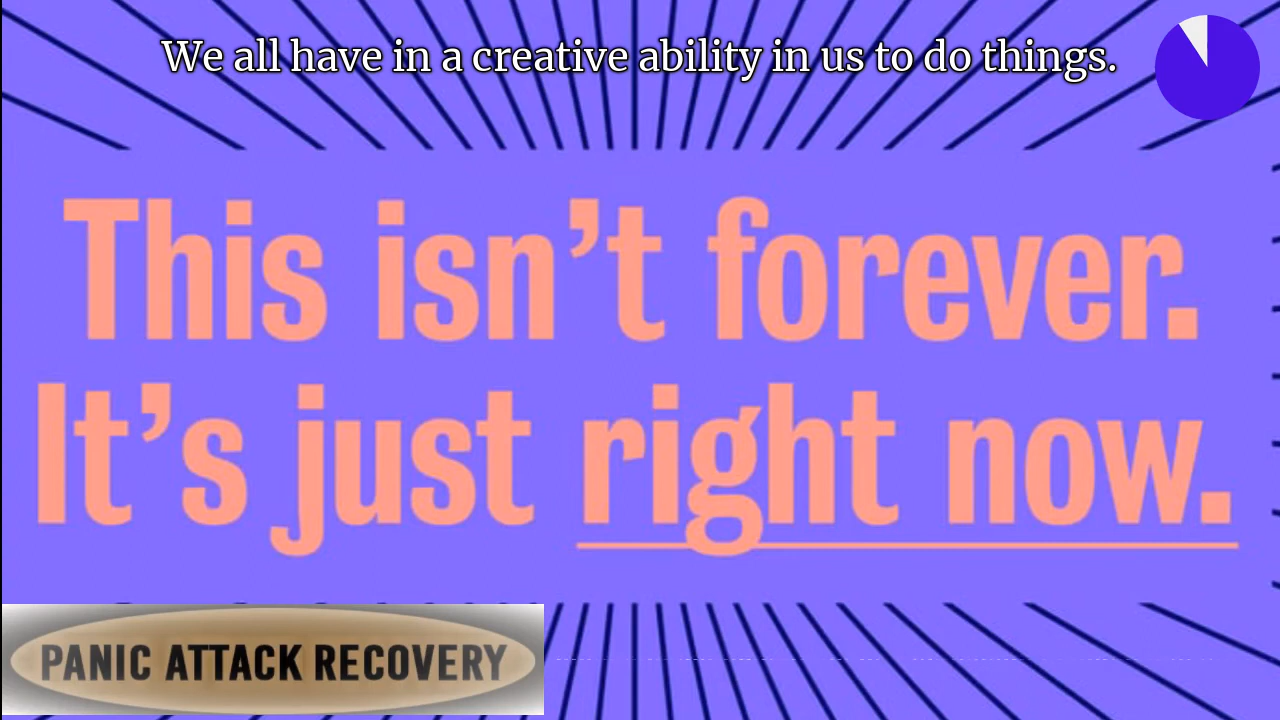 We all have in a creative ability in us to do things.
This isn’t forever.
It’s just right now.
PANIC ATTACK RECOVERY